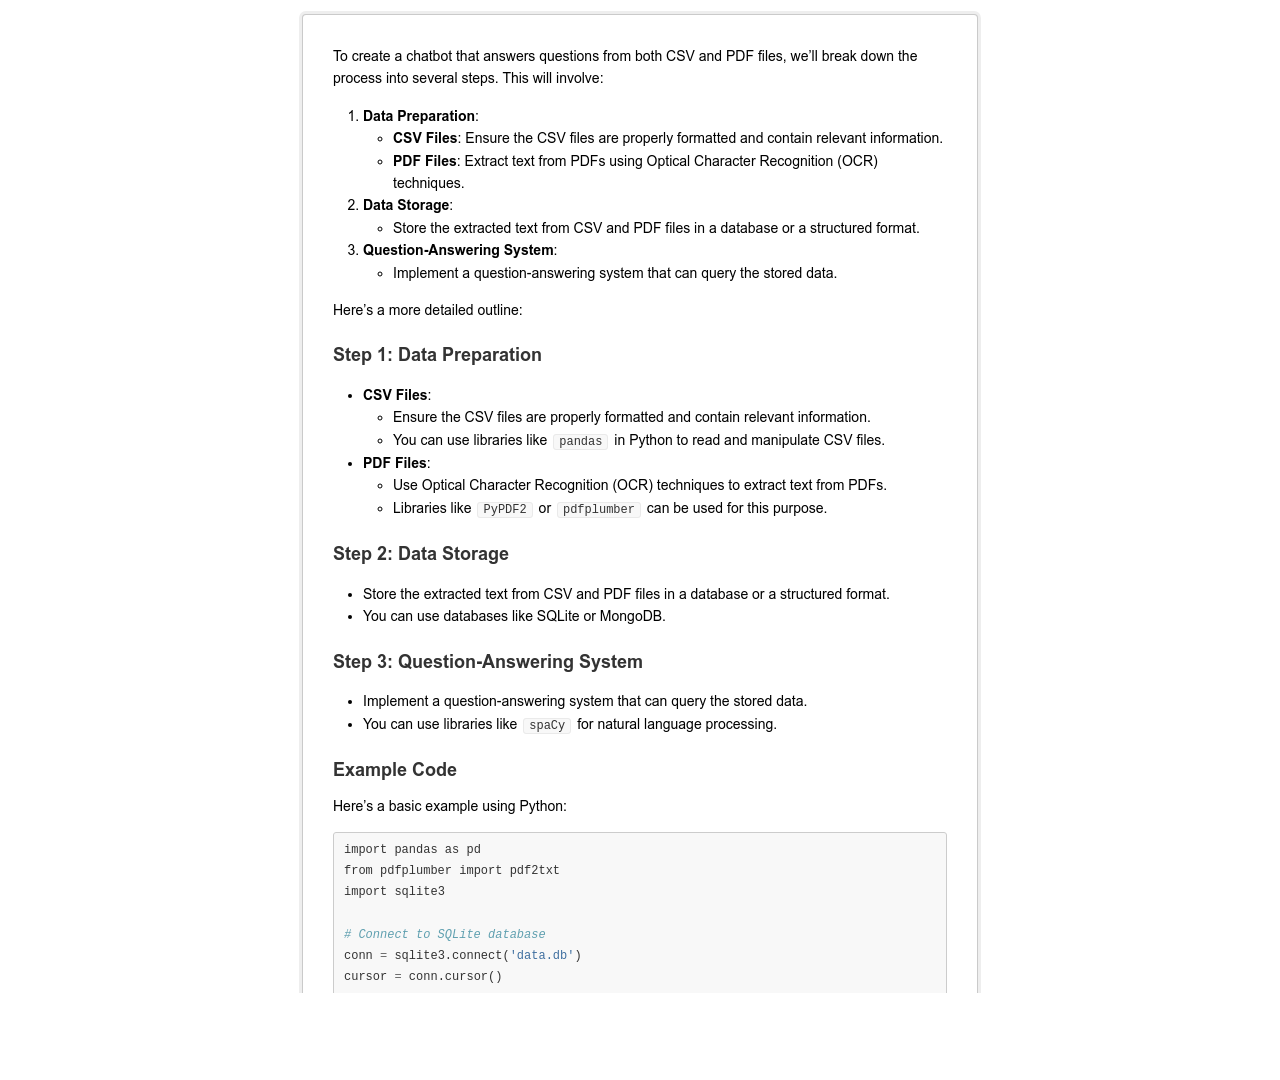 To create a chatbot that answers questions from both CSV and PDF files, we’ll break down the
process into several steps. This will involve:
1. Data Preparation:
◦ CSV Files: Ensure the CSV files are properly formatted and contain relevant information.
◦ PDF Files: Extract text from PDFs using Optical Character Recognition (OCR)
techniques.
2. Data Storage:
◦ Store the extracted text from CSV and PDF files in a database or a structured format.
3. Question-Answering System:
◦ Implement a question-answering system that can query the stored data.
Here’s a more detailed outline:
Step 1: Data Preparation
• CSV Files:
◦ Ensure the CSV files are properly formatted and contain relevant information.
◦ You can use libraries like pandas in Python to read and manipulate CSV files.
• PDF Files:
◦ Use Optical Character Recognition (OCR) techniques to extract text from PDFs.
◦ Libraries like PyPDF2 or pdfplumber can be used for this purpose.
Step 2: Data Storage
• Store the extracted text from CSV and PDF files in a database or a structured format.
• You can use databases like SQLite or MongoDB.
Step 3: Question-Answering System
• Implement a question-answering system that can query the stored data.
• You can use libraries like spaCy for natural language processing.
Example Code
Here’s a basic example using Python:
import pandas as pd
from pdfplumber import pdf2txt
import sqlite3
# Connect to SQLite database
conn = sqlite3.connect('data.db')
cursor = conn.cursor()